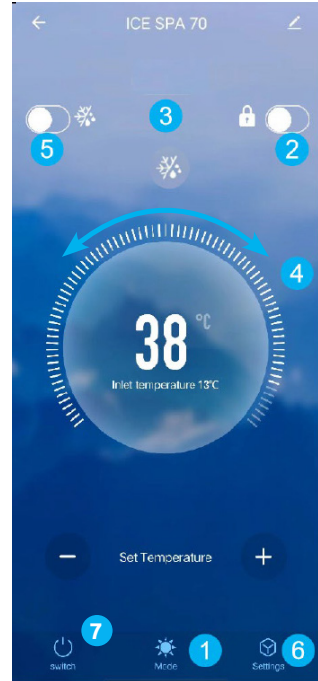 ICE SPA 70
3
5
2
4
38 °C
Inlet temperature 13°C
− Set Temperature +
7
1
6
switch Mode Settings